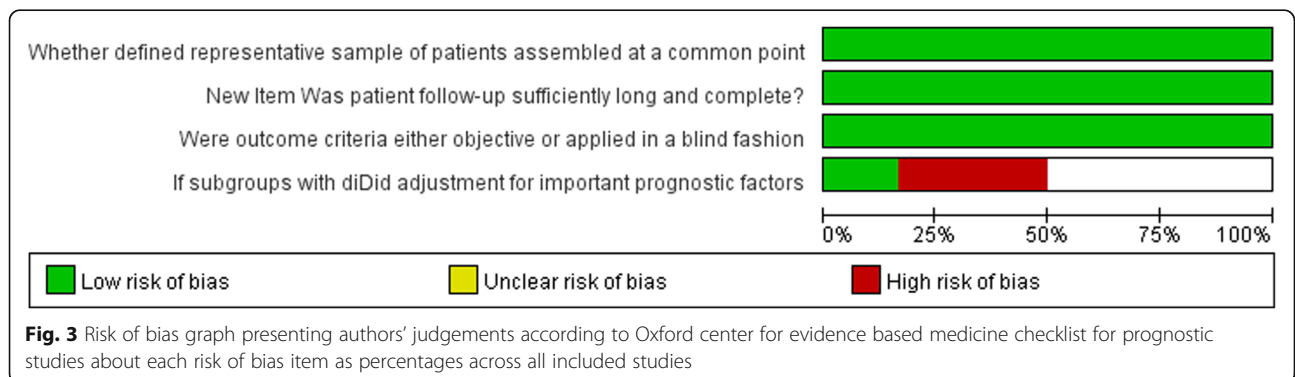 Whether defined representative sample of patients assembled at a common point
New Item Was patient follow-up sufficiently long and complete?
Were outcome criteria either objective or applied in a blind fashion
If subgroups with diDid adjustment for important prognostic factors
0% 25% 50% 75% 100%
Low risk of bias Unclear risk of bias High risk of bias
Fig. 3 Risk of bias graph presenting authors’ judgements according to Oxford center for evidence based medicine checklist for prognostic
studies about each risk of bias item as percentages across all included studies